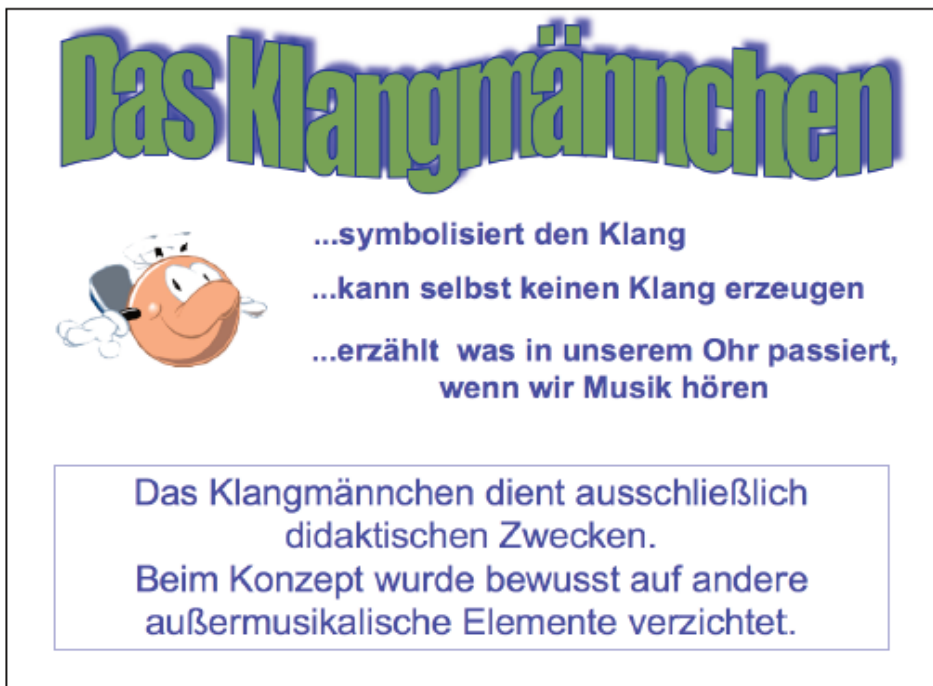 Das Klangmännchen
...symbolisiert den Klang
...kann selbst keinen Klang erzeugen
...erzählt was in unserem Ohr passiert,
wenn wir Musik hören
Das Klangmännchen dient ausschließlich
didaktischen Zwecken.
Beim Konzept wurde bewusst auf andere
außermusikalische Elemente verzichtet.